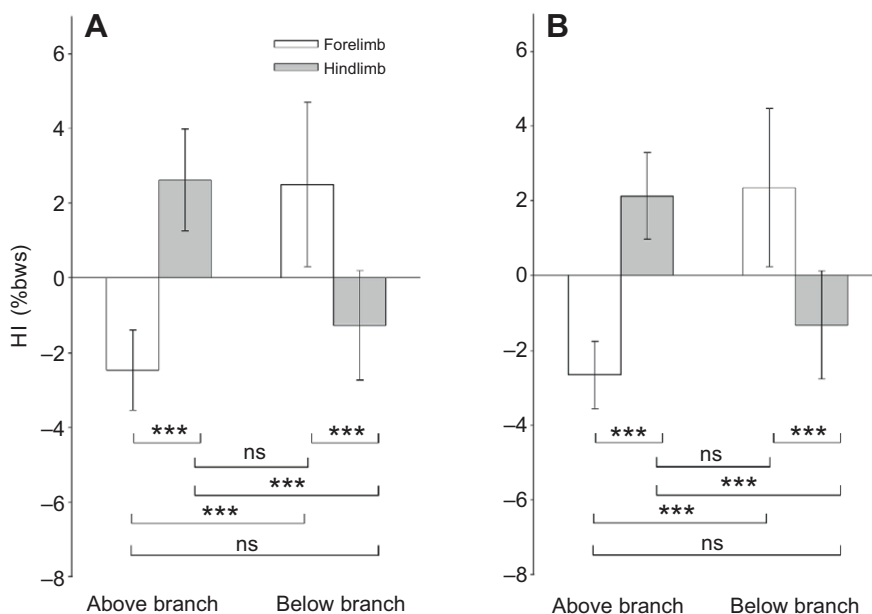 A
Forelimb
Hindlimb
HI (%bws)
6
4
2
0
–2
–4
–6
–8
***
***
ns
***
***
ns
Above branch
Below branch
B
6
4
2
0
–2
–4
–6
–8
***
***
ns
***
***
ns
Above branch
Below branch